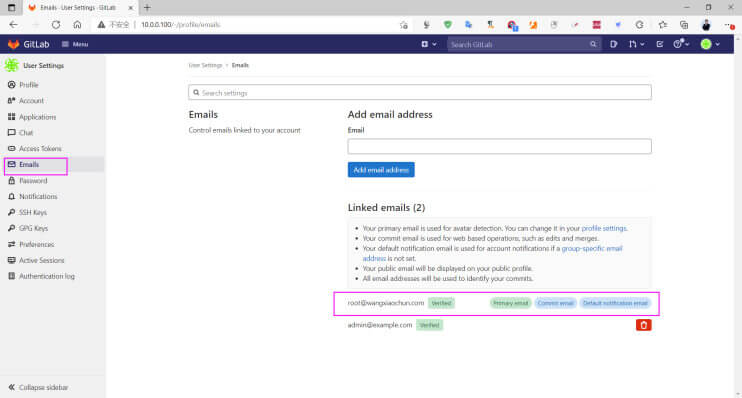 Emails · User Settings · GitLab
不安全
10.0.0.100/-/profile/emails
GitLab
Menu
Search GitLab
User Settings
Profile
Account
Applications
Chat
Access Tokens
Emails
Password
Notifications
SSH Keys
GPG Keys
Preferences
Active Sessions
Authentication log
Collapse sidebar
User Settings › Emails
Search settings
Emails
Control emails linked to your account
Add email address
Email
Add email address
Linked emails (2)
• Your primary email is used for avatar detection. You can change it in your profile settings.
• Your commit email is used for web based operations, such as edits and merges.
• Your default notification email is used for account notifications if a group-specific email
address is not set.
• Your public email will be displayed on your public profile.
• All email addresses will be used to identify your commits.
root@wangxiaochun.com Verified Primary email Commit email Default notification email
admin@example.com Verified